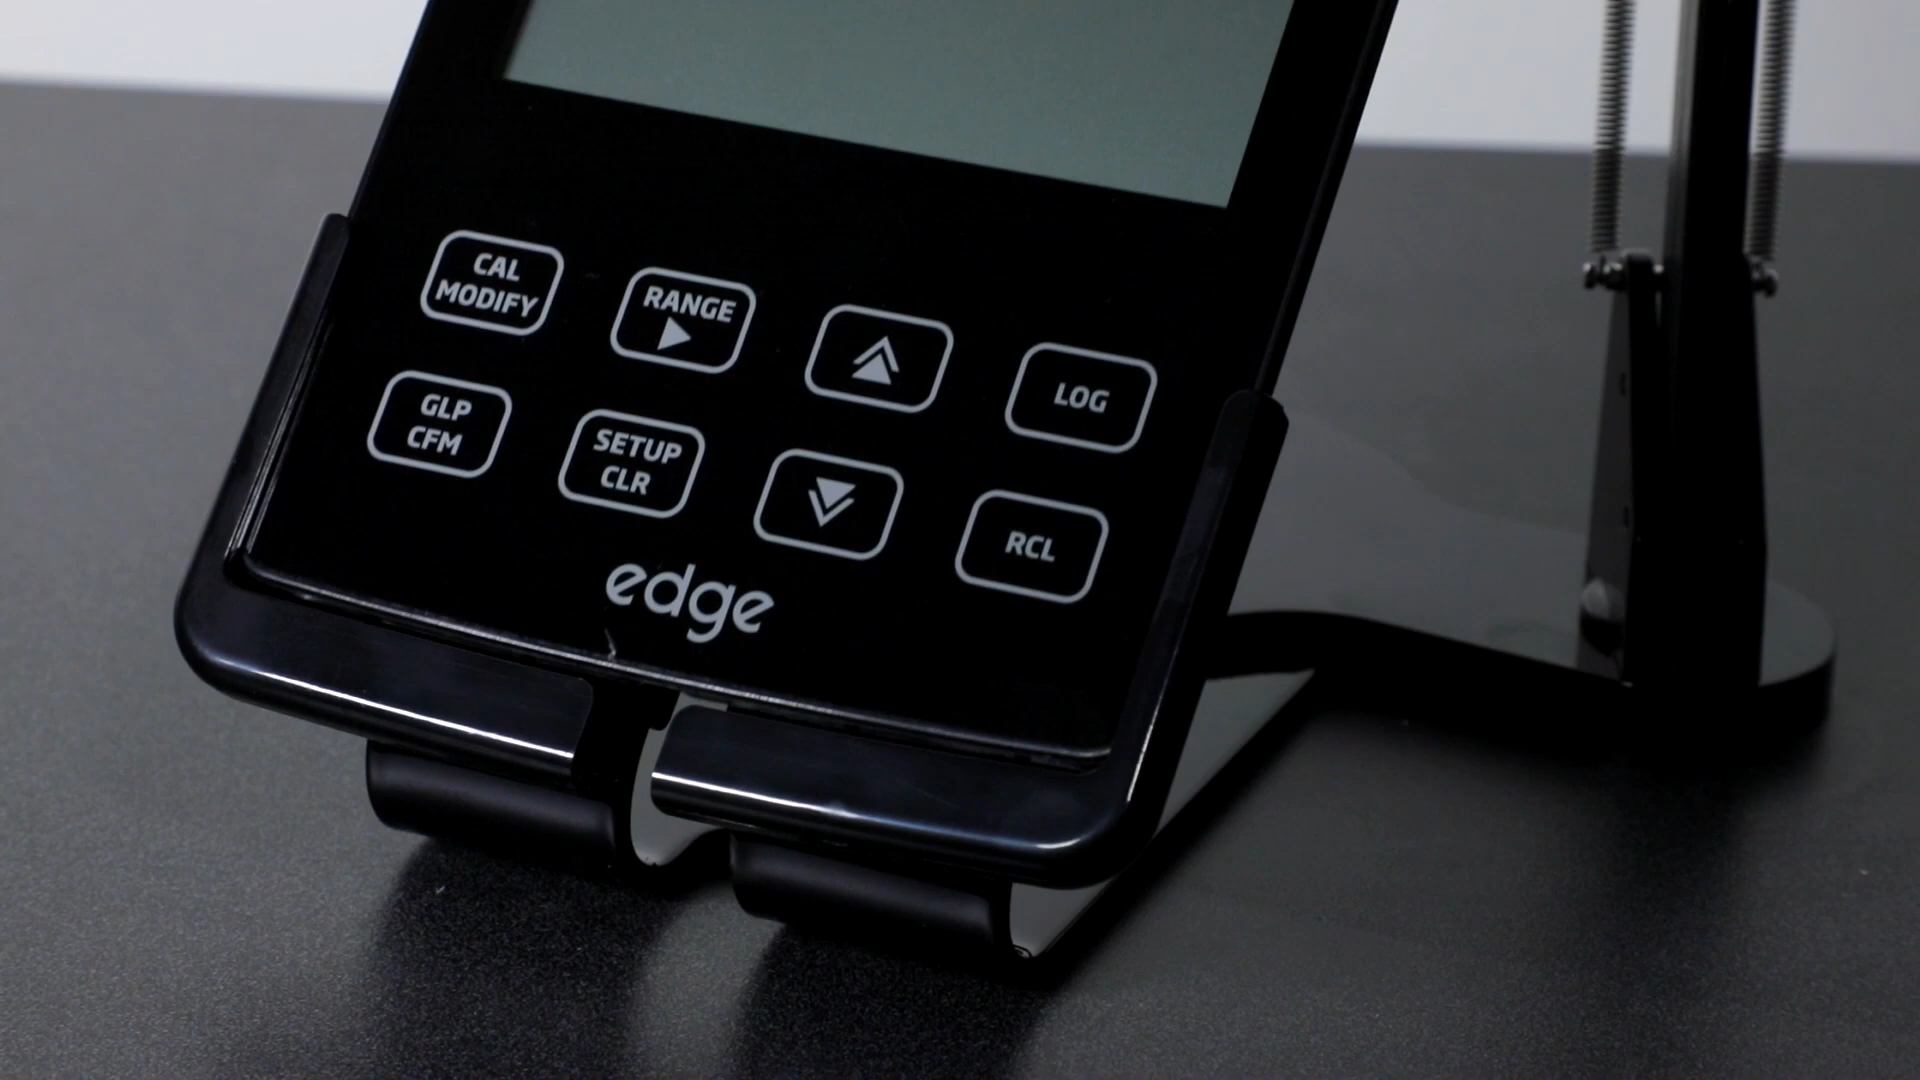 CAL
MODIFY
RANGE
LOG
GLP
CFM
SETUP
CLR
RCL
edge